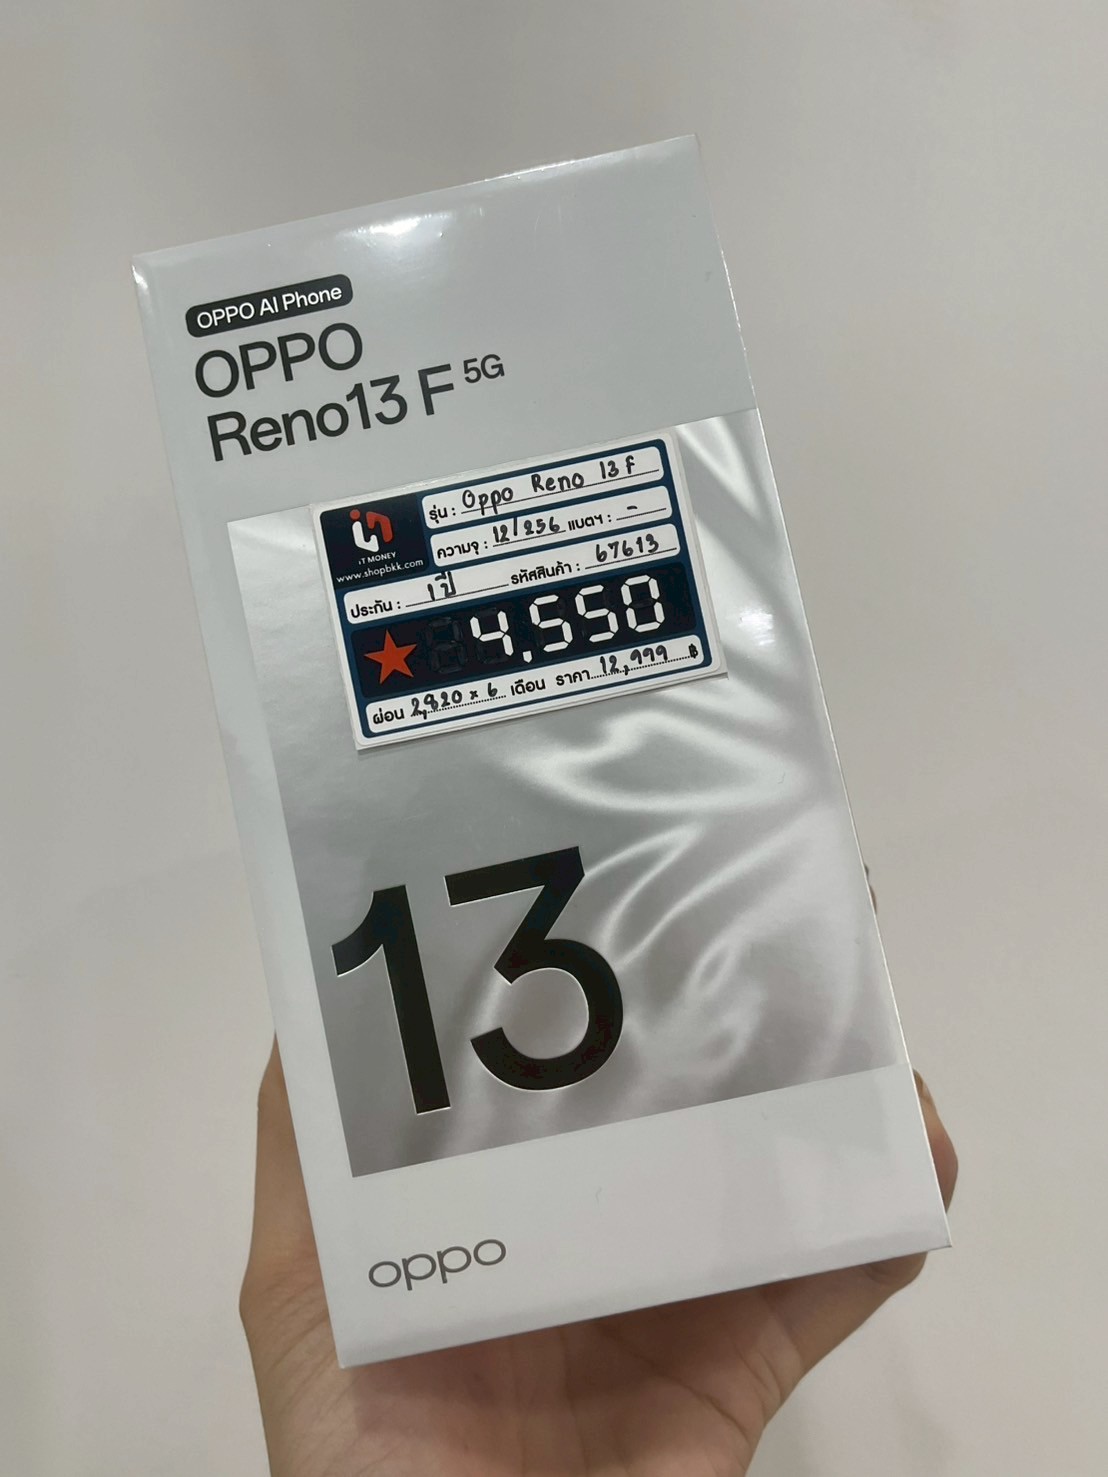 OPPO AI Phone
OPPO
Reno13 F 5G
iT MONEY
www.shopbkk.com
รุ่น : Oppo Reno 13 F
ความจุ : 12/256 แบตฯ : -
ประกัน : 1 ปี รหัสสินค้า : 67613
4,550
ผ่อน 2,820 x 6 เดือน ราคา 12,999 ฿
13
oppo